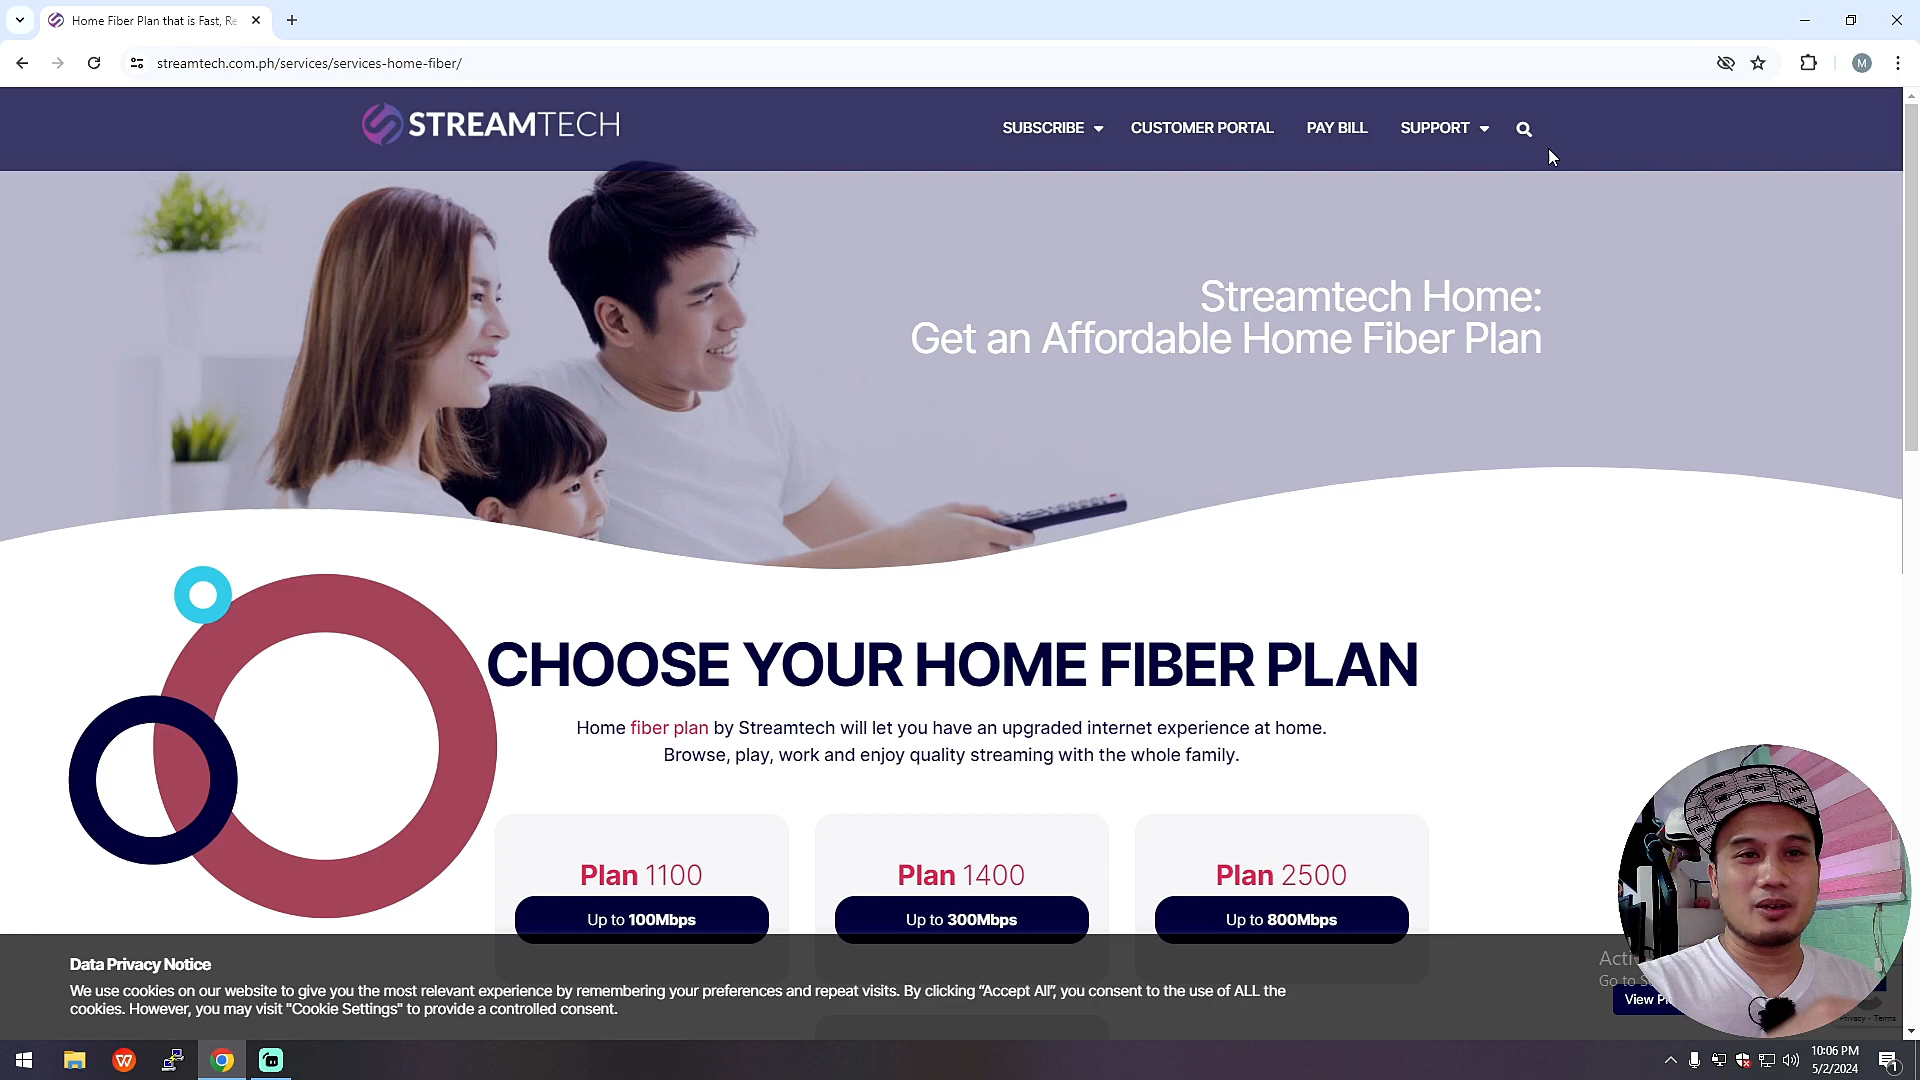 Home Fiber Plan that is Fast, Re
streamtech.com.ph/services/services-home-fiber/
M
STREAMTECH
SUBSCRIBE
CUSTOMER PORTAL
PAY BILL
SUPPORT
Streamtech Home:
Get an Affordable Home Fiber Plan
CHOOSE YOUR HOME FIBER PLAN
Home fiber plan by Streamtech will let you have an upgraded internet experience at home.
Browse, play, work and enjoy quality streaming with the whole family.
Plan 1100
Up to 100Mbps
Plan 1400
Up to 300Mbps
Plan 2500
Up to 800Mbps
Data Privacy Notice
We use cookies on our website to give you the most relevant experience by remembering your preferences and repeat visits. By clicking “Accept All”, you consent to the use of ALL the
cookies. However, you may visit "Cookie Settings" to provide a controlled consent.
Go to
View
Privacy - Terms
10:06 PM
5/2/2024
1